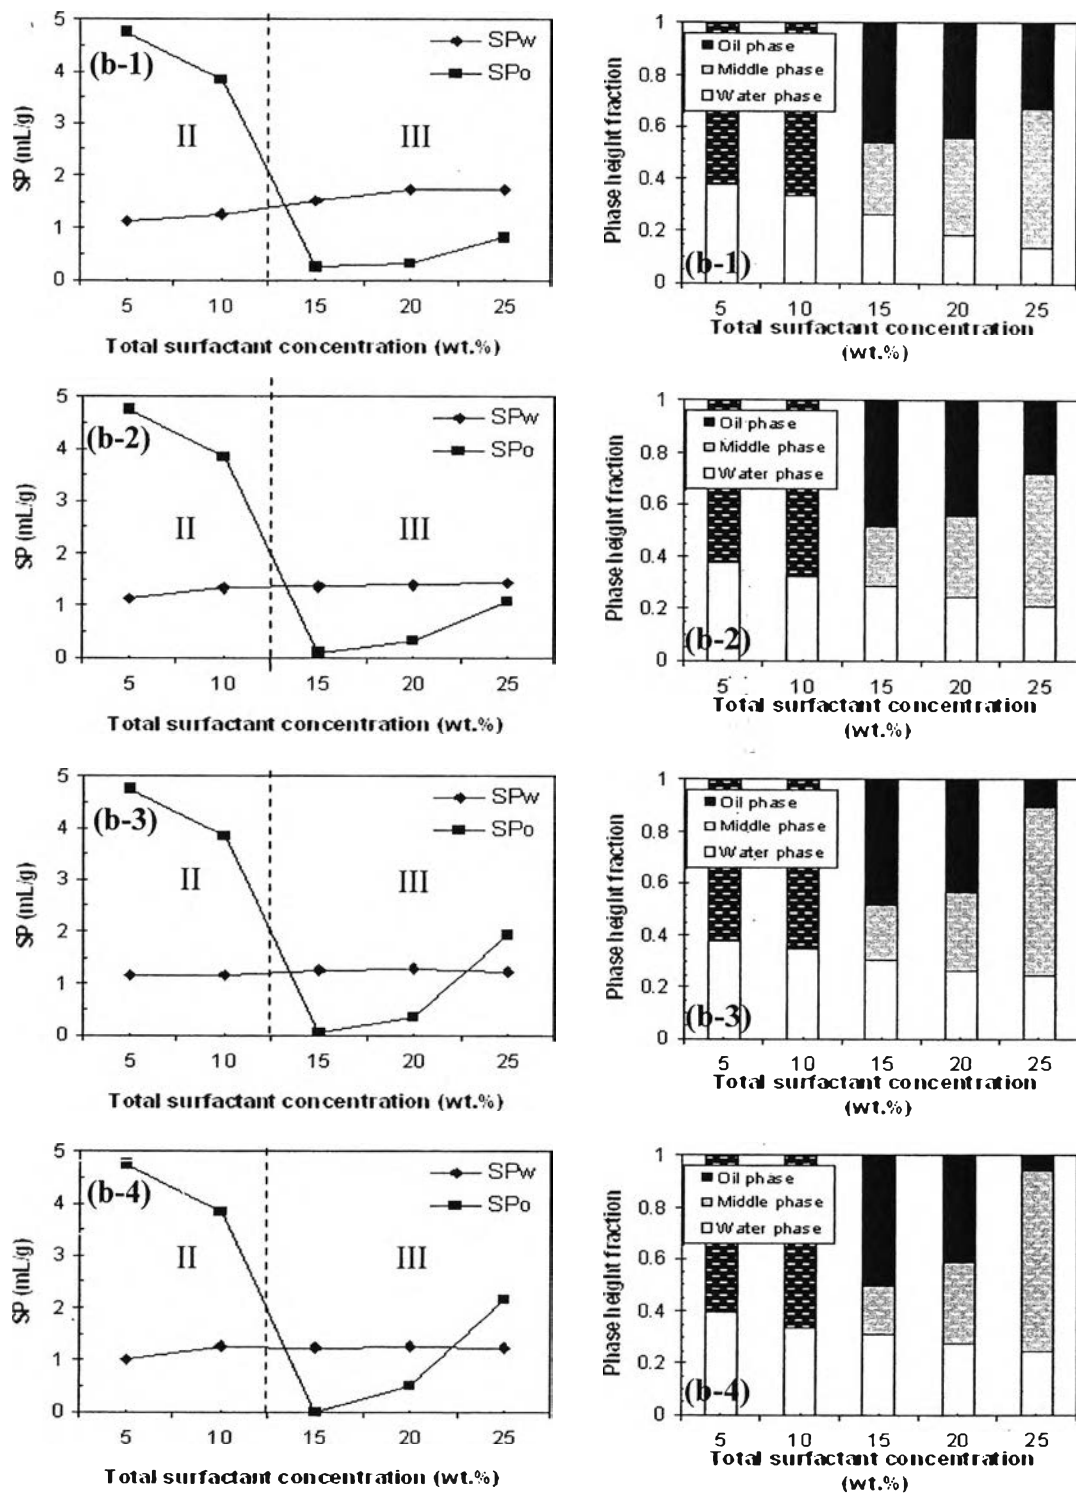 5
4
3
2
1
0
SP (mL/g)
(b-1)
II
III
SPw
SPo
5 10 15 20 25
Total surfactant concentration (wt.%)
1
0.8
0.6
0.4
0.2
0
Phase height fraction
Oil phase
Middle phase
Water phase
(b-1)
5 10 15 20 25
Total surfactant concentration
(wt.%)
5
4
3
2
1
0
SP (mL/g)
(b-2)
II
III
SPw
SPo
5 10 15 20 25
Total surfactant concentration (wt.%)
1
0.8
0.6
0.4
0.2
0
Phase height fraction
Oil phase
Middle phase
Water phase
(b-2)
5 10 15 20 25
Total surfactant concentration
(wt.%)
5
4
3
2
1
0
SP (mL/g)
(b-3)
II
III
SPw
SPo
5 10 15 20 25
Total surfactant concentration (wt.%)
1
0.8
0.6
0.4
0.2
0
Phase height fraction
Oil phase
Middle phase
Water phase
(b-3)
5 10 15 20 25
Total surfactant concentration
(wt.%)
5
4
3
2
1
0
SP (mL/g)
(b-4)
II
III
SPw
SPo
5 10 15 20 25
Total surfactant concentration (wt.%)
1
0.8
0.6
0.4
0.2
0
Phase height fraction
Oil phase
Middle phase
Water phase
(b-4)
5 10 15 20 25
Total surfactant concentration
(wt.%)